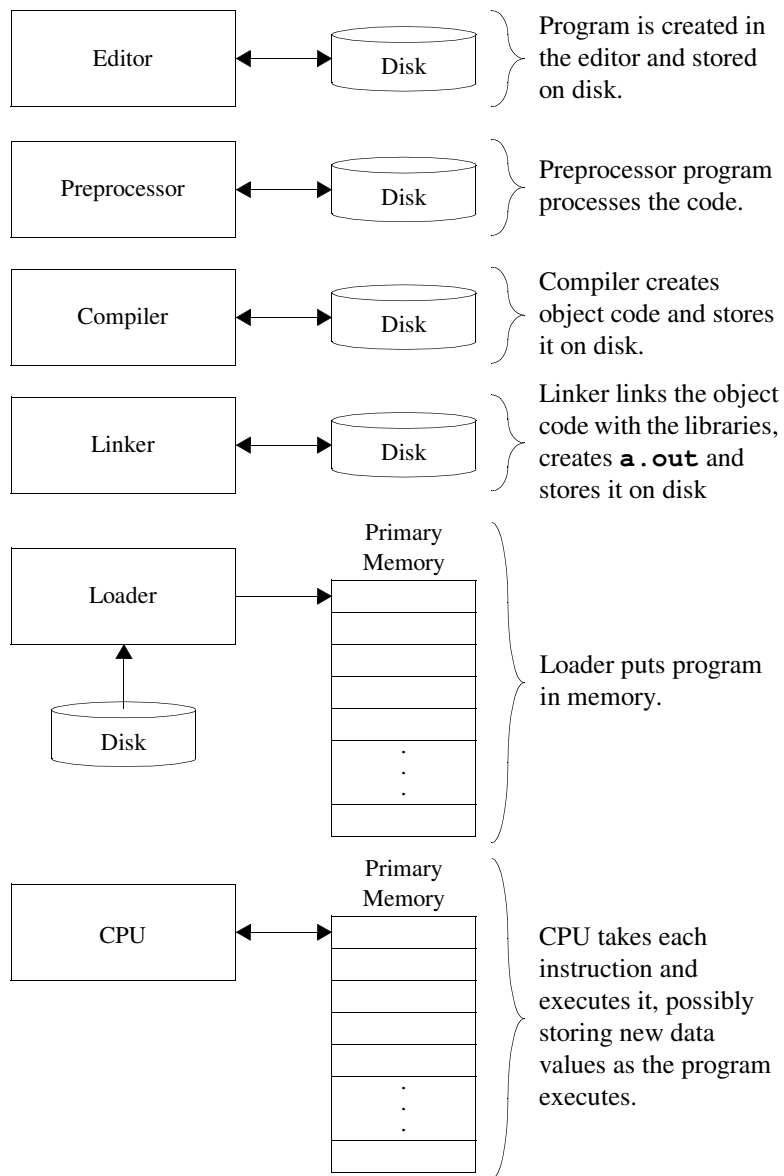 Editor
Disk
Program is created in
the editor and stored
on disk.
Preprocessor
Disk
Preprocessor program
processes the code.
Compiler
Disk
Compiler creates
object code and stores
it on disk.
Linker
Disk
Linker links the object
code with the libraries,
creates a.out and
stores it on disk
Loader
Disk
Primary
Memory
.
.
.
Loader puts program
in memory.
CPU
Primary
Memory
.
.
.
CPU takes each
instruction and
executes it, possibly
storing new data
values as the program
executes.